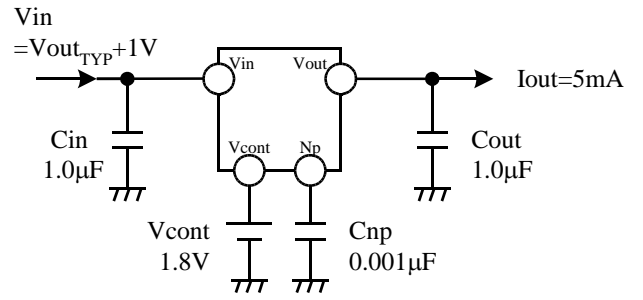 Vin
=VoutTYP+1V
Vin
Vout
Iout=5mA
Cin
1.0μF
Vcont
Np
Cout
1.0μF
Vcont
1.8V
Cnp
0.001μF